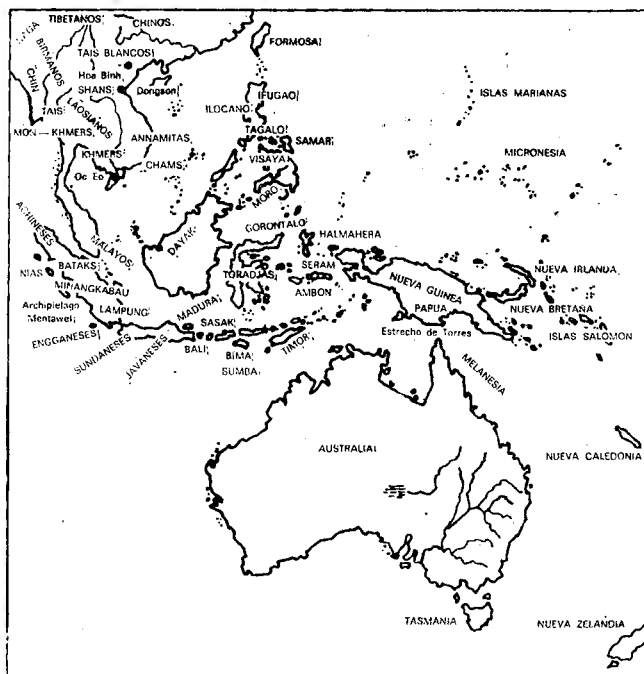 TIBETANOS
CHINOS
FORMOSA
NAGA
BIRMANOS
CHIN
TAIS BLANCOS
Hoa Binh
SHANS
Dongson
IFUGAO
ILOCANO
ISLAS MARIANAS
TAIS
LAOSIANOS
MON – KHMERS
ANNAMITAS
TAGALO
SAMAR
KHMERS
CHAMS
VISAYA
MICRONESIA
Oc Eo
MORO
ACHINESES
MALAYOS
DAYAK
GORONTALO
HALMAHERA
NIAS
BATAKS
TORADJAS
SERAM
NUEVA IRLANDA
MINANGKABAU
NUEVA GUINEA
Archipielago
Mentawei
LAMPUNG
MADURA
AMBON
PAPUA
NUEVA BRETAÑA
ENGGANESES
SASAK
Estrecho de Torres
ISLAS SALOMON
SUNDANESES
JAVANESES
BALI
BIMA
TIMOR
SUMBA
MELANESIA
AUSTRALIA
NUEVA CALEDONIA
TASMANIA
NUEVA ZELANDIA